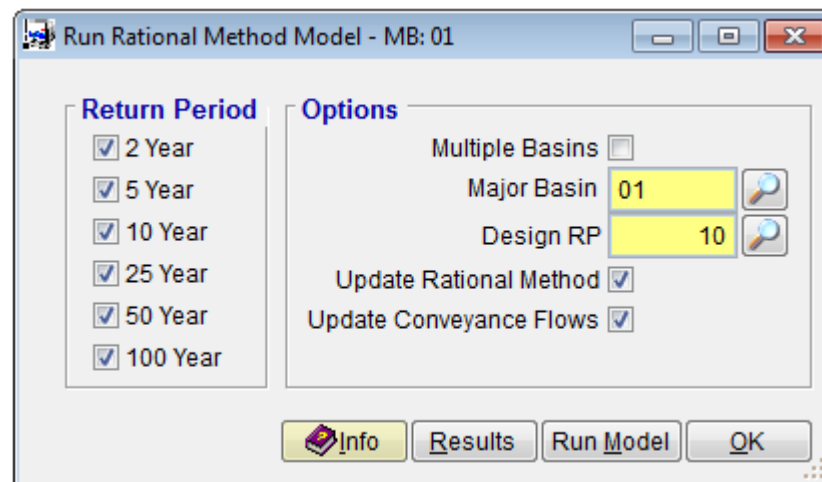 Run Rational Method Model - MB: 01
Return Period
2 Year
5 Year
10 Year
25 Year
50 Year
100 Year
Options
Multiple Basins
Major Basin 01
Design RP 10
Update Rational Method
Update Conveyance Flows
Info Results Run Model OK